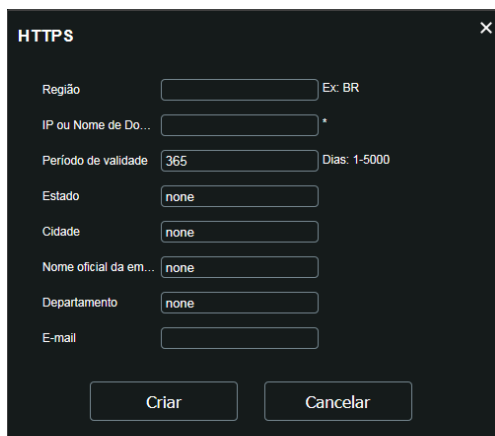 HTTPS ×
Região Ex: BR
IP ou Nome de Do... *
Período de validade 365 Dias: 1-5000
Estado none
Cidade none
Nome oficial da em... none
Departamento none
E-mail
Criar Cancelar